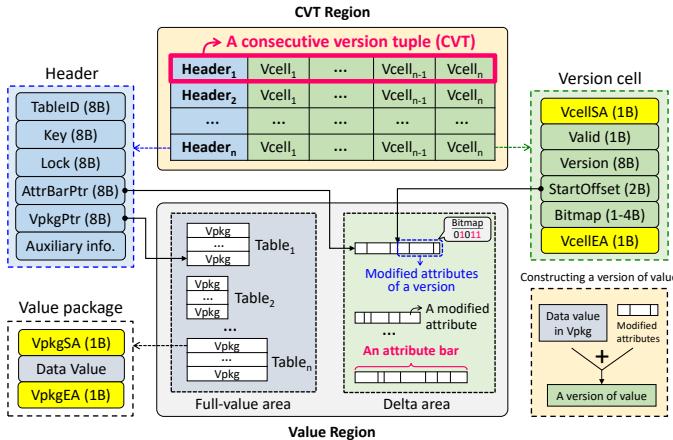 CVT Region
A consecutive version tuple (CVT)
Header1 Vcell1 ... Vcelln-1 Vcelln
Header2 Vcell1 ... Vcelln-1 Vcelln
... ... ... ... ...
Headern Vcell1 ... Vcelln-1 Vcelln
Header
TableID (8B)
Key (8B)
Lock (8B)
AttrBarPtr (8B)
VpkgPtr (8B)
Auxiliary info.
Version cell
VcellSA (1B)
Valid (1B)
Version (8B)
StartOffset (2B)
Bitmap (1-4B)
VcellEA (1B)
Value package
VpkgSA (1B)
Data Value
VpkgEA (1B)
Vpkg
...
Vpkg
Table1
Vpkg
...
Vpkg
Table2
...
Vpkg
...
Vpkg
Tablen
Full-value area
Bitmap
01011
Modified attributes
of a version
A modified
attribute
...
An attribute bar
Delta area
Value Region
Constructing a version of value
Data value
in Vpkg
Modified
attributes
+
A version of value